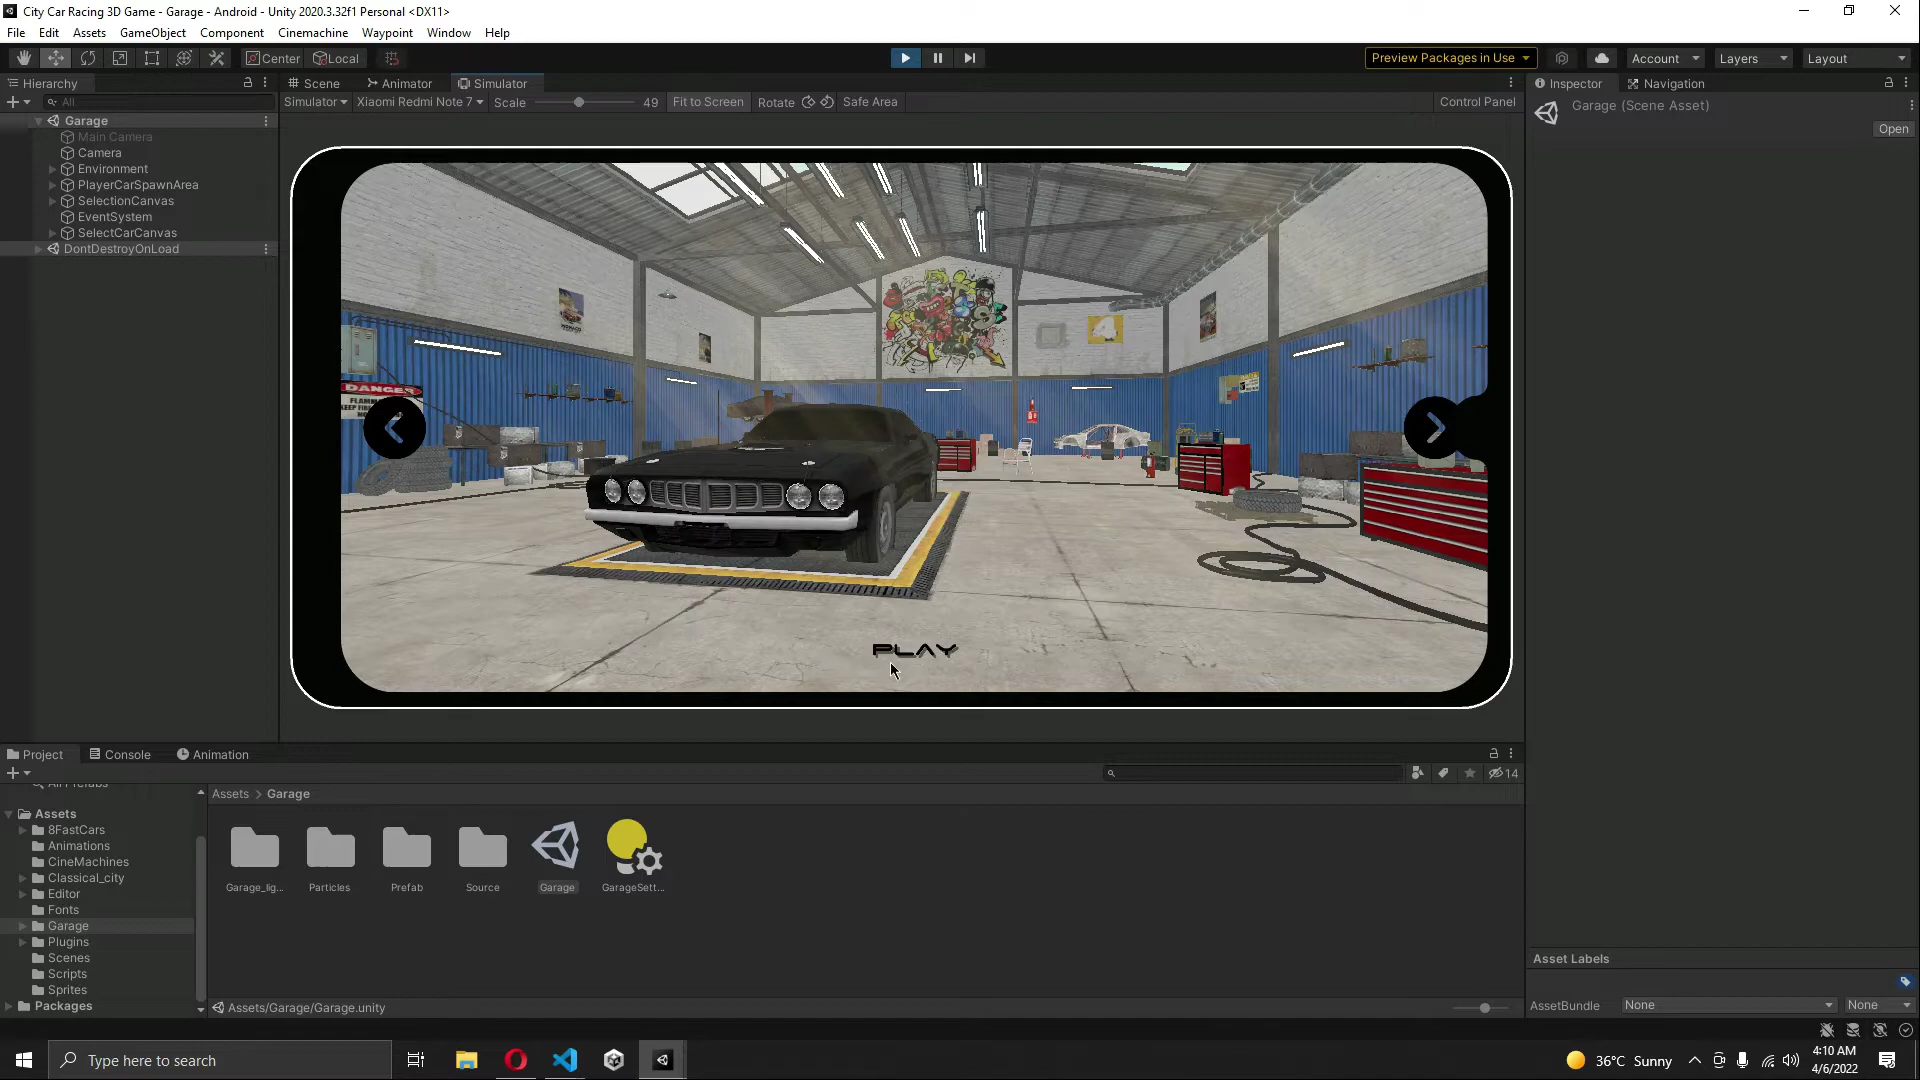 City Car Racing 3D Game - Garage - Android - Unity 2020.3.32f1 Personal <DX11>
File Edit Assets GameObject Component Cinemachine Waypoint Window Help
Center Local Preview Packages in Use Account Layers Layout
Hierarchy Scene Animator Simulator Inspector Navigation
All Simulator Xiaomi Redmi Note 7 Scale 49 Fit to Screen Rotate Safe Area Control Panel
Garage (Scene Asset)
Open
Garage
Main Camera
Camera
Environment
PlayerCarSpawnArea
SelectionCanvas
EventSystem
SelectCarCanvas
DontDestroyOnLoad
MONACO
DANGER
4
PLAY
Project Console Animation
14
All Prefabs
Assets
8FastCars
Animations
CineMachines
Classical_city
Editor
Fonts
Garage
Plugins
Scenes
Scripts
Sprites
Packages
Assets > Garage
Garage_lig... Particles Prefab Source Garage GarageSett...
Assets/Garage/Garage.unity
Asset Labels
AssetBundle None None
Type here to search
36°C Sunny
4:10 AM
4/6/2022